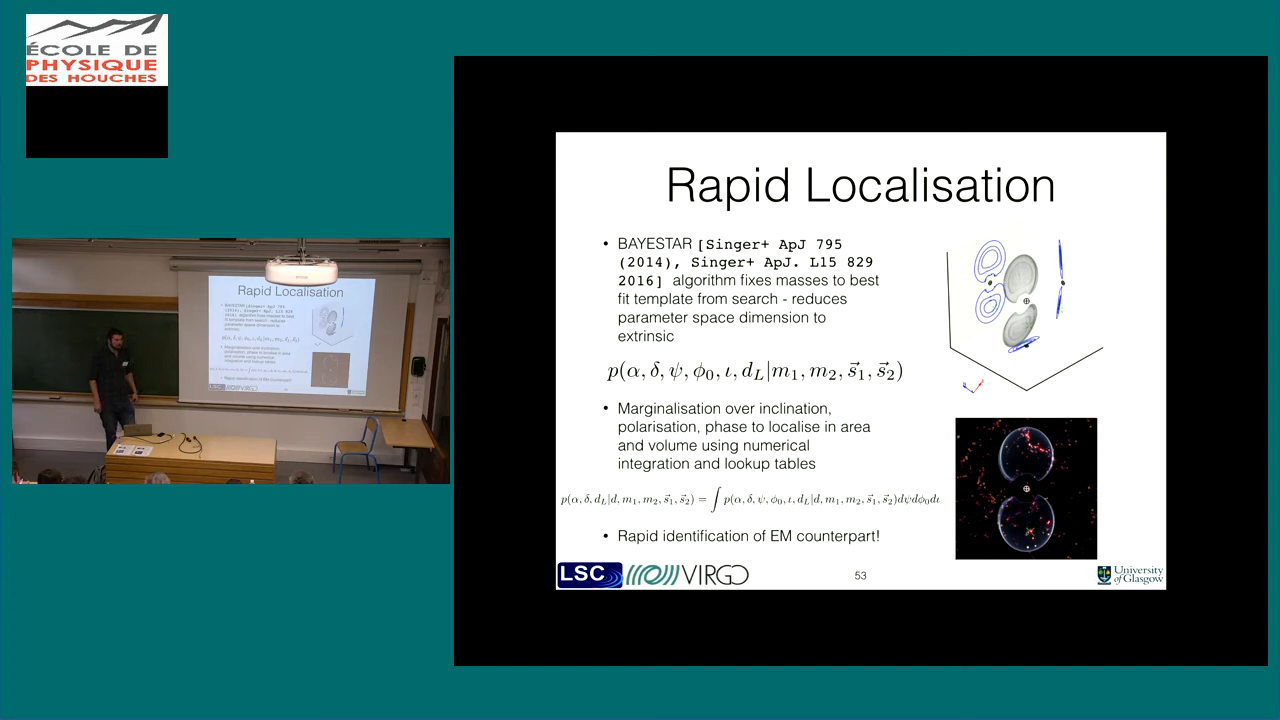 ÉCOLE DE
PHYSIQUE
DES HOUCHES
Rapid Localisation
• BAYESTAR [Singer+ ApJ 795
(2014), Singer+ ApJ. L15 829
2016] algorithm fixes masses to best
fit template from search - reduces
parameter space dimension to
extrinsic
p(α, δ, ψ, ϕ₀, ι, d_L|m₁, m₂, s⃗₁, s⃗₂)
• Marginalisation over inclination,
polarisation, phase to localise in area
and volume using numerical
integration and lookup tables
p(α, δ, d_L|d, m₁, m₂, s⃗₁, s⃗₂) = ∫ p(α, δ, ψ, ϕ₀, ι, d_L|d, m₁, m₂, s⃗₁, s⃗₂)dψdϕ₀dι
• Rapid identification of EM counterpart!
LSC
VIRGO
53
University
of Glasgow
Rapid Localisation